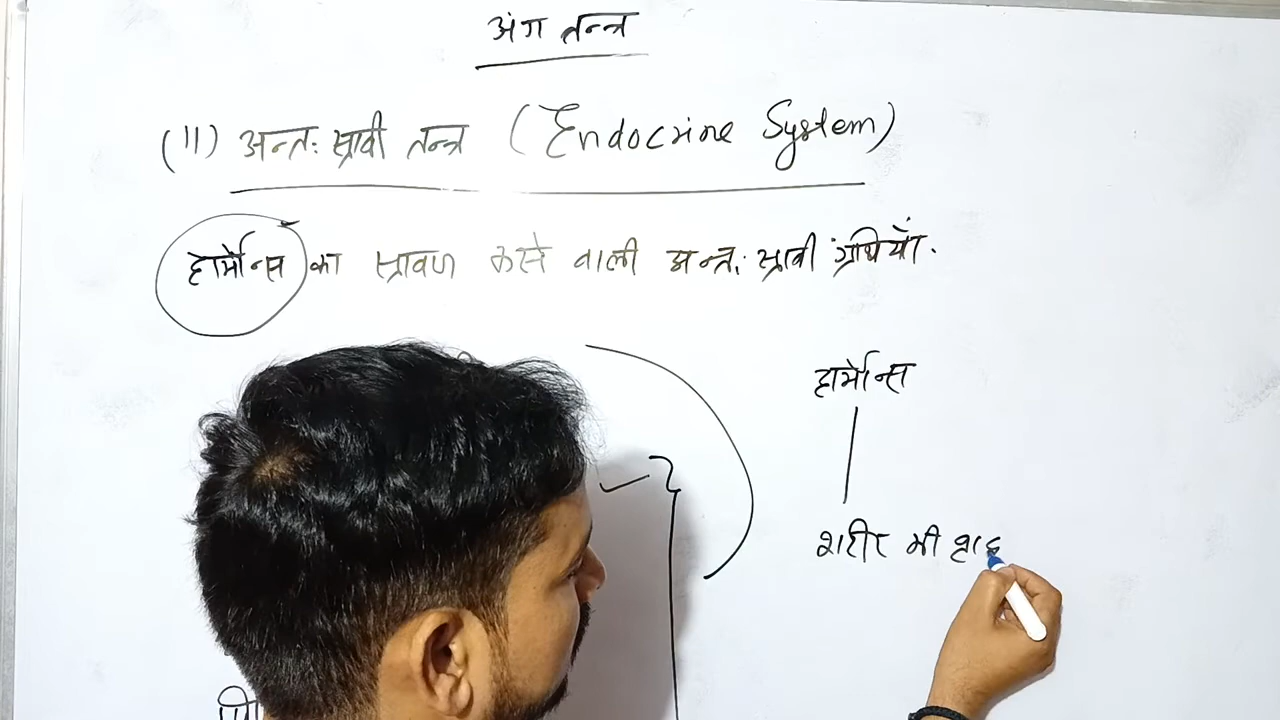 अंग तन्त्र
(11) अन्तः स्रावी तन्त्र (Endocrine System)
हार्मोन्स का स्रावण करने वाली अन्तः स्रावी ग्रंथियाँ.
हार्मोन्स
शरीर की